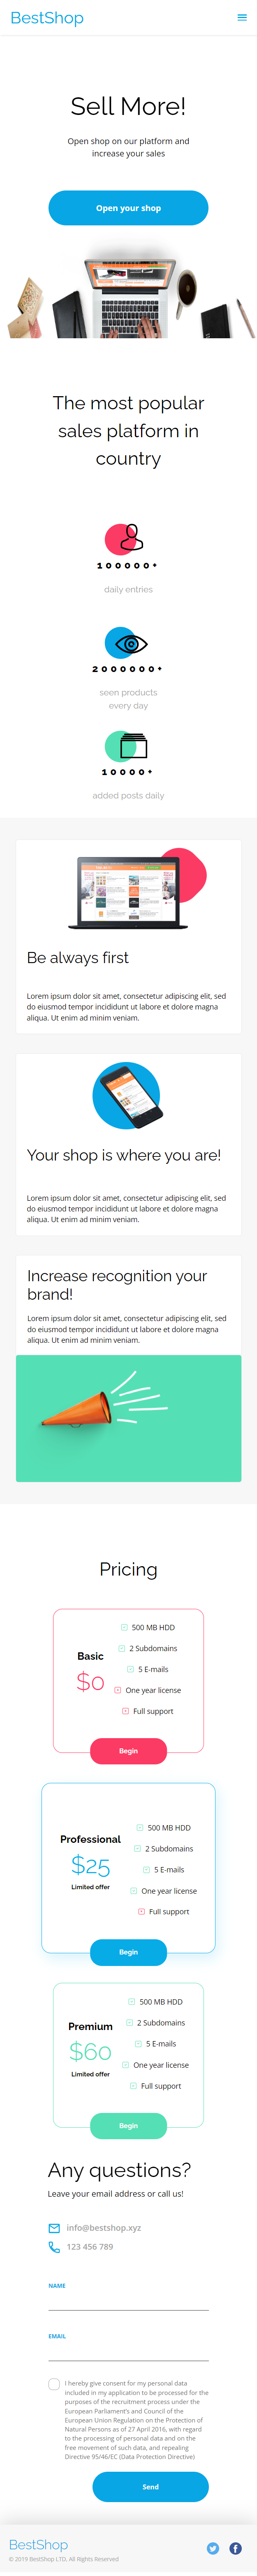 BestShop
Sell More!
Open shop on our platform and
increase your sales
Open your shop
The most popular
sales platform in
country
100000+
daily entries
2000000+
seen products
every day
10000+
added posts daily
Be always first
Lorem ipsum dolor sit amet, consectetur adipiscing elit, sed
do eiusmod tempor incididunt ut labore et dolore magna
aliqua. Ut enim ad minim veniam.
Your shop is where you are!
Lorem ipsum dolor sit amet, consectetur adipiscing elit, sed
do eiusmod tempor incididunt ut labore et dolore magna
aliqua. Ut enim ad minim veniam.
Increase recognition your
brand!
Lorem ipsum dolor sit amet, consectetur adipiscing elit, sed
do eiusmod tempor incididunt ut labore et dolore magna
aliqua. Ut enim ad minim veniam.
Pricing
Basic
$0
500 MB HDD
2 Subdomains
5 E-mails
One year license
Full support
Begin
Professional
$25
Limited offer
500 MB HDD
2 Subdomains
5 E-mails
One year license
Full support
Begin
Premium
$60
Limited offer
500 MB HDD
2 Subdomains
5 E-mails
One year license
Full support
Begin
Any questions?
Leave your email address or call us!
info@bestshop.xyz
123 456 789
NAME
EMAIL
I hereby give consent for my personal data
included in my application to be processed for the
purposes of the recruitment process under the
European Parliament's and Council of the
European Union Regulation on the Protection of
Natural Persons as of 27 April 2016, with regard
to the processing of personal data and on the
free movement of such data, and repealing
Directive 95/46/EC (Data Protection Directive)
Send
BestShop
© 2019 BestShop LTD, All Rights Reserved